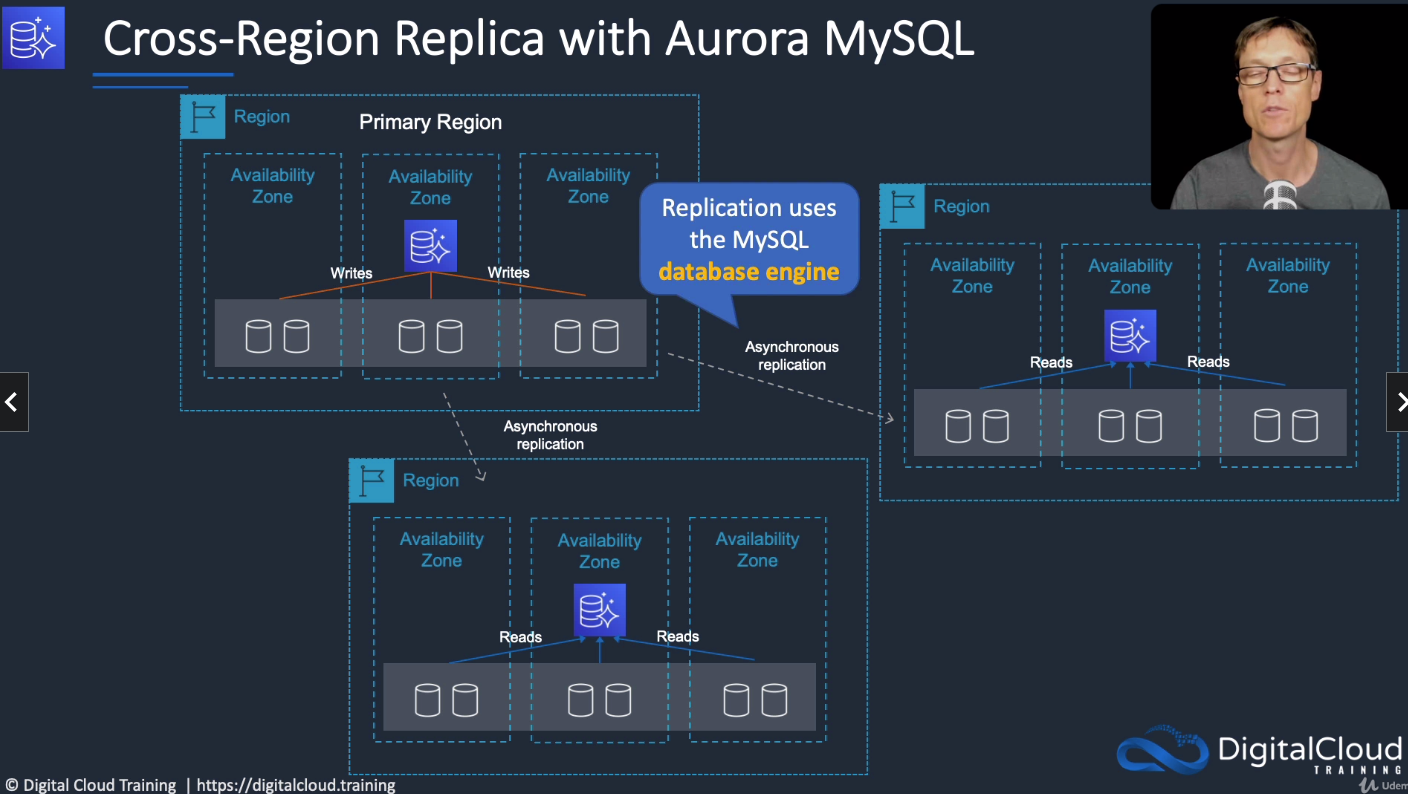 Cross-Region Replica with Aurora MySQL
Region
Primary Region
Availability
Zone
Availability
Zone
Availability
Zone
Writes
Writes
Replication uses
the MySQL
database engine
Asynchronous
replication
Asynchronous
replication
Region
Availability
Zone
Availability
Zone
Availability
Zone
Reads
Reads
Region
Availability
Zone
Availability
Zone
Availability
Zone
Reads
Reads
DigitalCloud
TRAINING
Udem
© Digital Cloud Training | https://digitalcloud.training